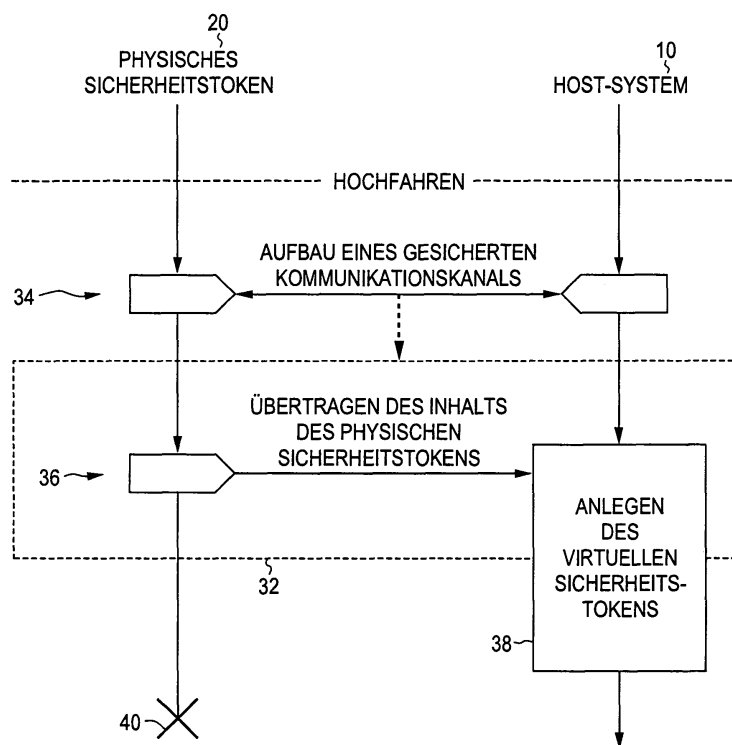 20
PHYSISCHES
SICHERHEITSTOKEN
10
HOST-SYSTEM
HOCHFAHREN
AUFBAU EINES GESICHERTEN
KOMMUNIKATIONSKANALS
34
ÜBERTRAGEN DES INHALTS
DES PHYSISCHEN
SICHERHEITSTOKENS
36
ANLEGEN
DES
VIRTUELLEN
SICHERHEITS-
TOKENS
32
38
40